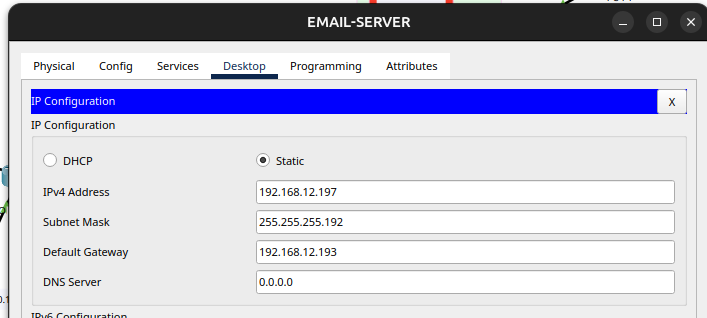 EMAIL-SERVER
Physical Config Services Desktop Programming Attributes
IP Configuration X
IP Configuration
DHCP Static
IPv4 Address 192.168.12.197
Subnet Mask 255.255.255.192
Default Gateway 192.168.12.193
DNS Server 0.0.0.0
IPv6 Configuration